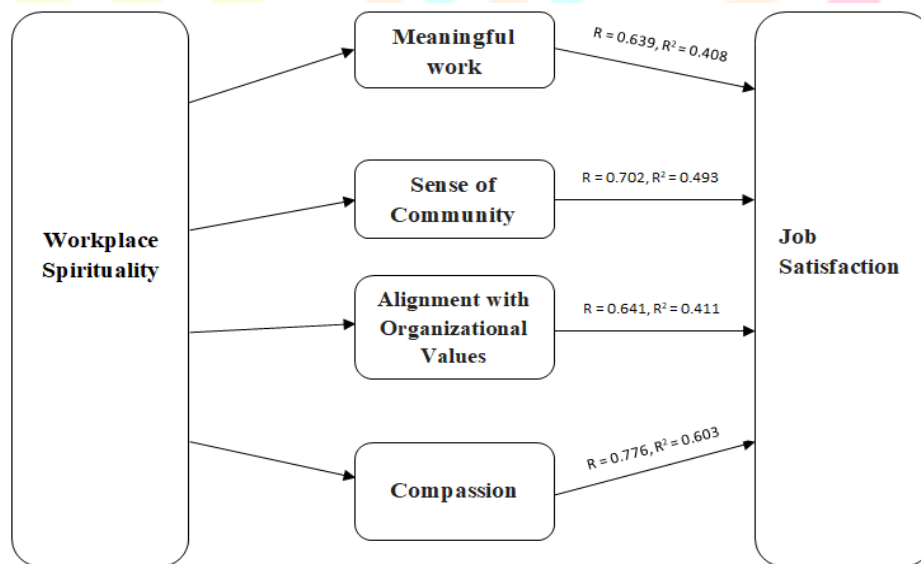 Workplace
Spirituality
Meaningful
work
R = 0.639, R² = 0.408
Sense of
Community
R = 0.702, R² = 0.493
Alignment with
Organizational
Values
R = 0.641, R² = 0.411
Compassion
R = 0.776, R² = 0.603
Job
Satisfaction